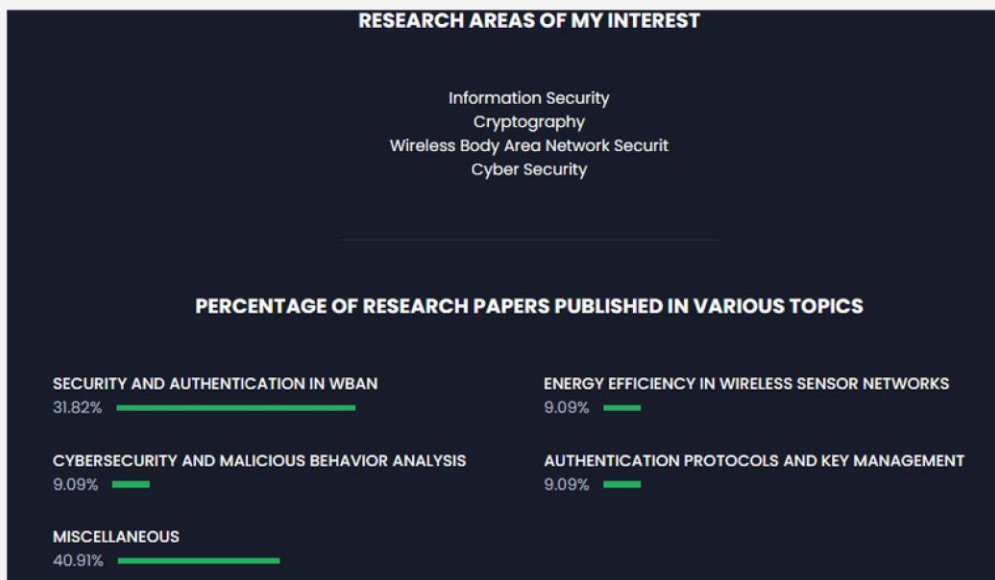 RESEARCH AREAS OF MY INTEREST
Information Security
Cryptography
Wireless Body Area Network Securit
Cyber Security
PERCENTAGE OF RESEARCH PAPERS PUBLISHED IN VARIOUS TOPICS
SECURITY AND AUTHENTICATION IN WBAN
31.82%
ENERGY EFFICIENCY IN WIRELESS SENSOR NETWORKS
9.09%
CYBERSECURITY AND MALICIOUS BEHAVIOR ANALYSIS
9.09%
AUTHENTICATION PROTOCOLS AND KEY MANAGEMENT
9.09%
MISCELLANEOUS
40.91%